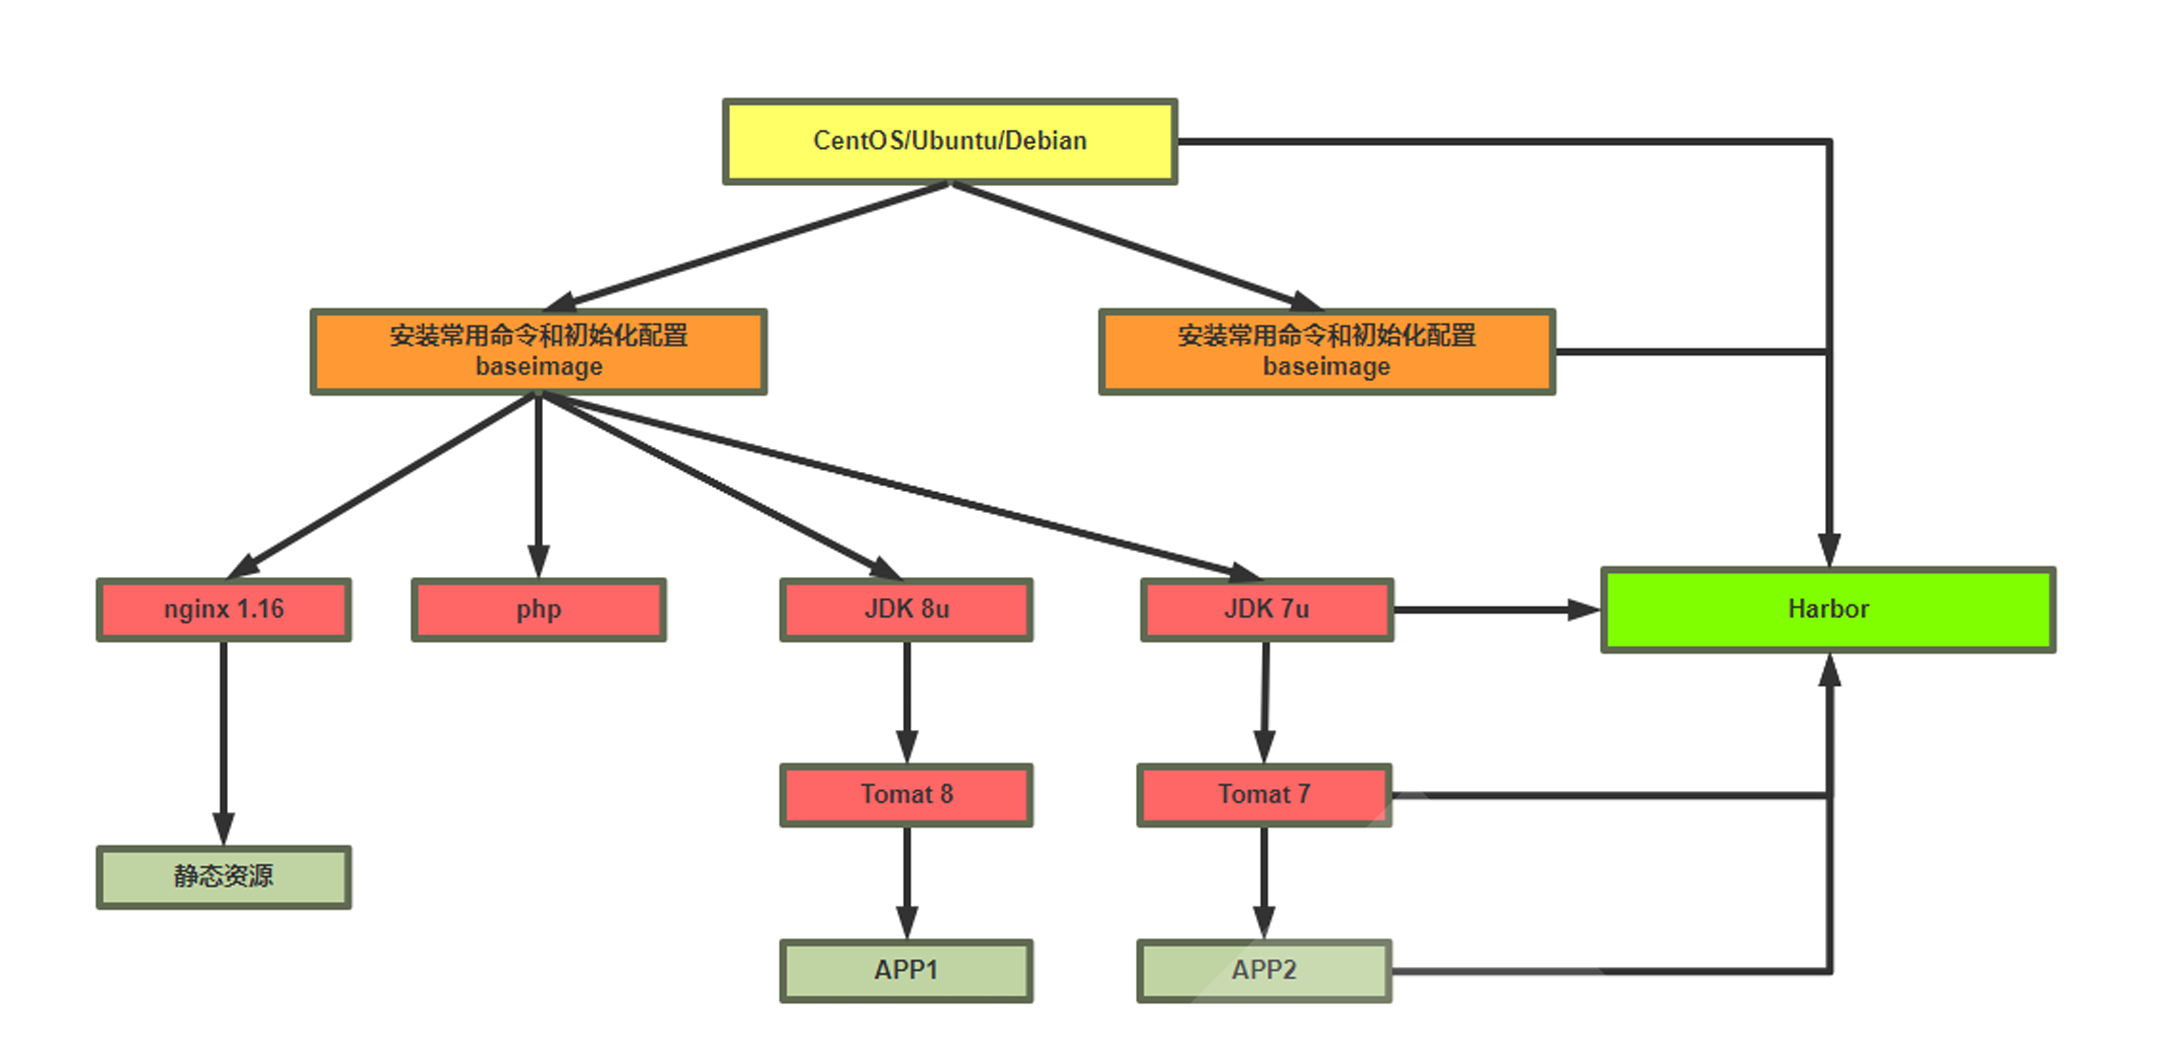 CentOS/Ubuntu/Debian
安装常用命令和初始化配置
baseimage
安装常用命令和初始化配置
baseimage
nginx 1.16
php
JDK 8u
JDK 7u
Harbor
Tomat 8
Tomat 7
静态资源
APP1
APP2